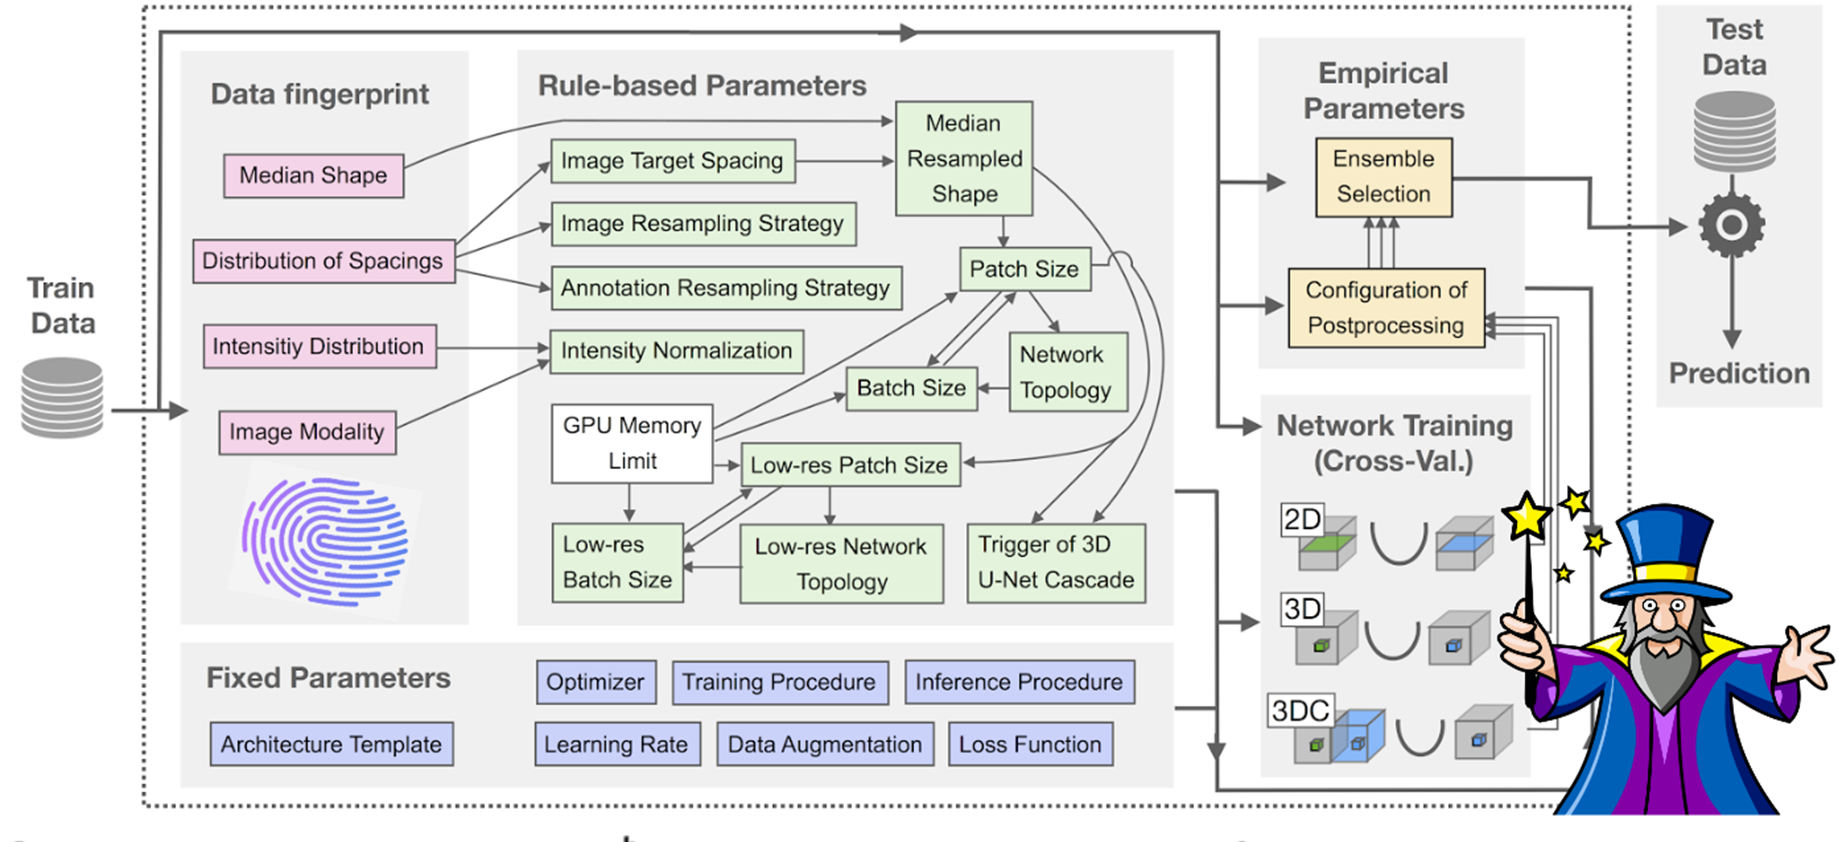 Train
Data
Data fingerprint
Median Shape
Distribution of Spacings
Intensitiy Distribution
Image Modality
Rule-based Parameters
Image Target Spacing
Image Resampling Strategy
Annotation Resampling Strategy
Intensity Normalization
Median
Resampled
Shape
Patch Size
Network
Topology
Batch Size
GPU Memory
Limit
Low-res Patch Size
Low-res
Batch Size
Low-res Network
Topology
Trigger of 3D
U-Net Cascade
Fixed Parameters
Optimizer
Training Procedure
Inference Procedure
Architecture Template
Learning Rate
Data Augmentation
Loss Function
Empirical
Parameters
Ensemble
Selection
Configuration of
Postprocessing
Network Training
(Cross-Val.)
2D
3D
3DC
Test
Data
Prediction